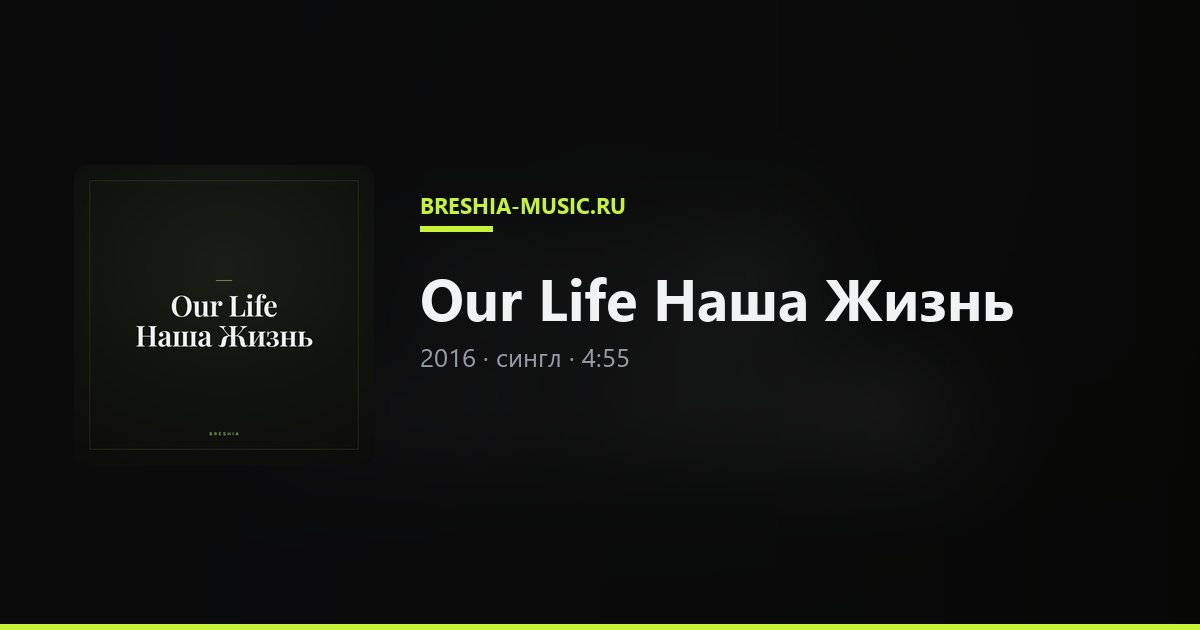 Our Life
Наша Жизнь
BRESHIA
BRESHIA-MUSIC.RU
Our Life Наша Жизнь
2016 · сингл · 4:55